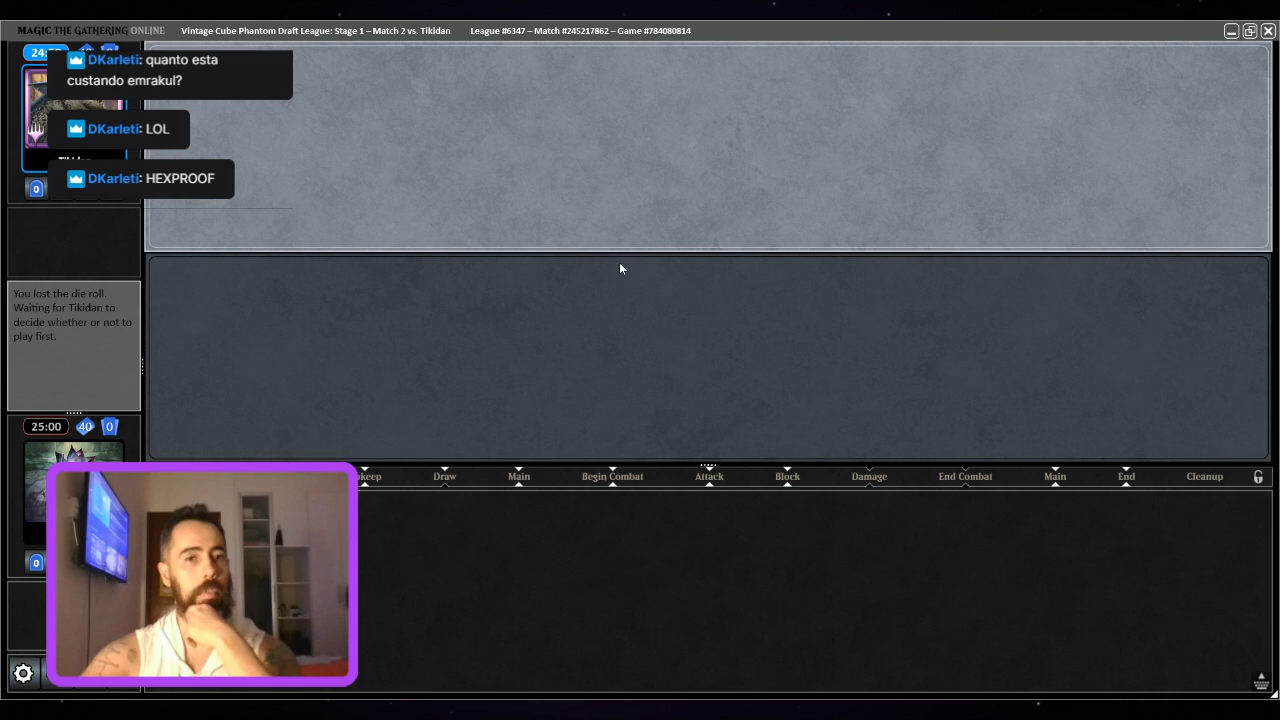 MAGIC THE GATHERING ONLINE Vintage Cube Phantom Draft League: Stage 1 – Match 2 vs. Tikidan League #6347 – Match #245217862 – Game #784080814
DKarleti: quanto esta
custando emrakul?
DKarleti: LOL
DKarleti: HEXPROOF
0
You lost the die roll.
Waiting for Tikidan to
decide whether or not to
play first.
25:00 40 0
0
Draw Main Begin Combat Attack Block Damage End Combat Main End Cleanup